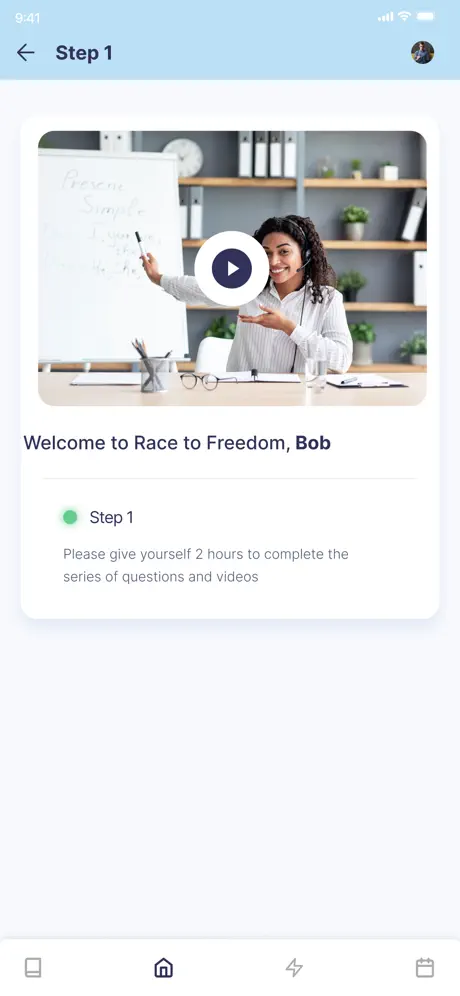 9:41
Step 1
Present
Simple
Welcome to Race to Freedom, Bob
Step 1
Please give yourself 2 hours to complete the
series of questions and videos